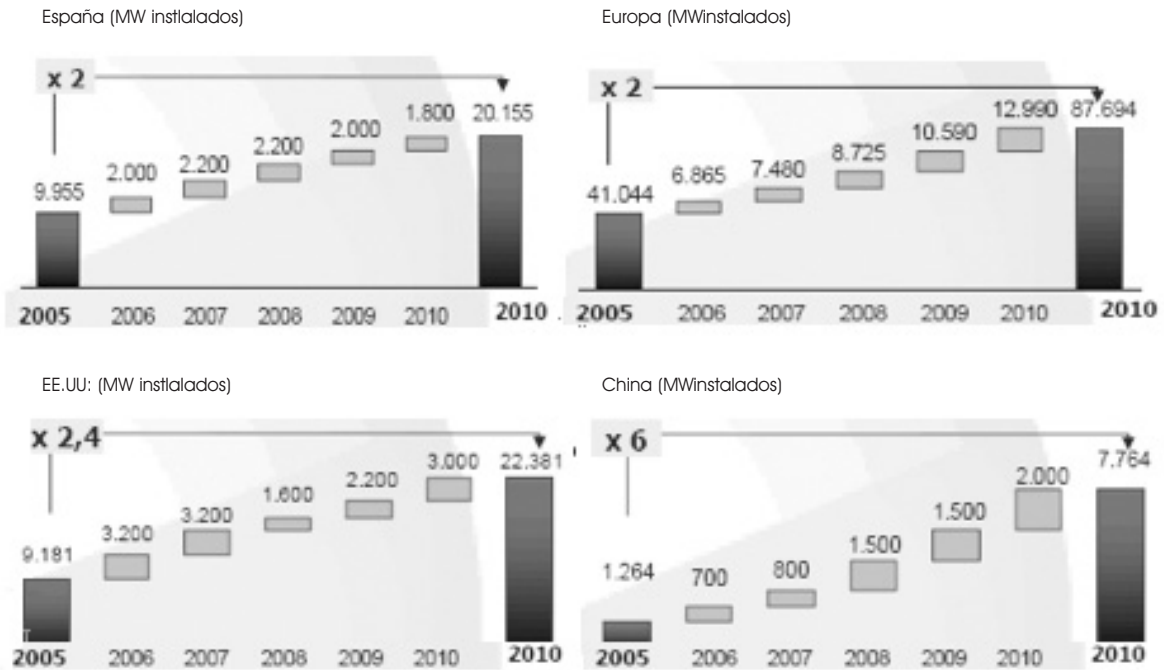 España (MW instlalados)
x 2
9.955
2.000
2.200
2.200
2.000
1.800
20.155
2005 2006 2007 2008 2009 2010 2010
Europa (MWinstalados)
x 2
41.044
6.865
7.480
8.725
10.590
12.990
87.694
2005 2006 2007 2008 2009 2010 2010
EE.UU: (MW instlalados)
x 2,4
9.181
3.200
3.200
1.600
2.200
3.000
22.381
2005 2006 2007 2008 2009 2010 2010
China (MWinstalados)
x 6
1.264
700
800
1.500
1.500
2.000
7.764
2005 2006 2007 2008 2009 2010 2010